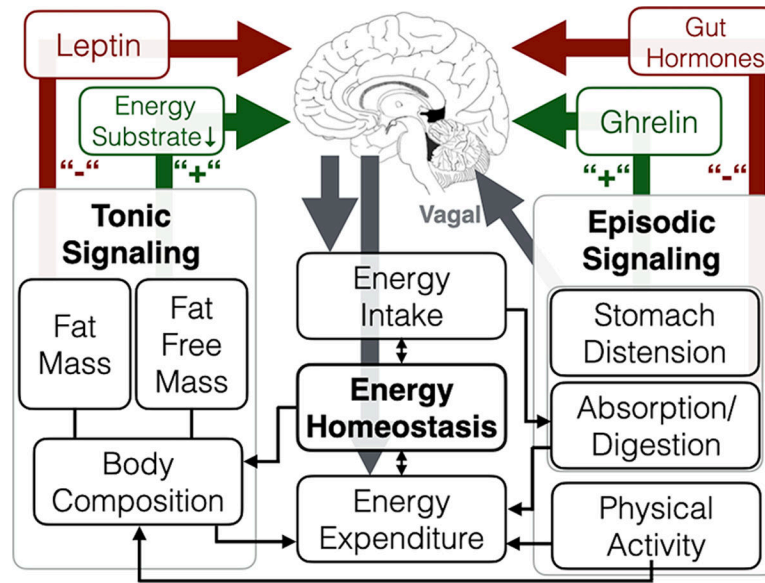 Leptin
Gut
Hormones
Energy
Substrate↓
Ghrelin
“-“
“+“
“+“
“-“
Tonic
Signaling
Vagal
Episodic
Signaling
Fat
Mass
Fat
Free
Mass
Energy
Intake
Stomach
Distension
Energy
Homeostasis
Absorption/
Digestion
Body
Composition
Energy
Expenditure
Physical
Activity